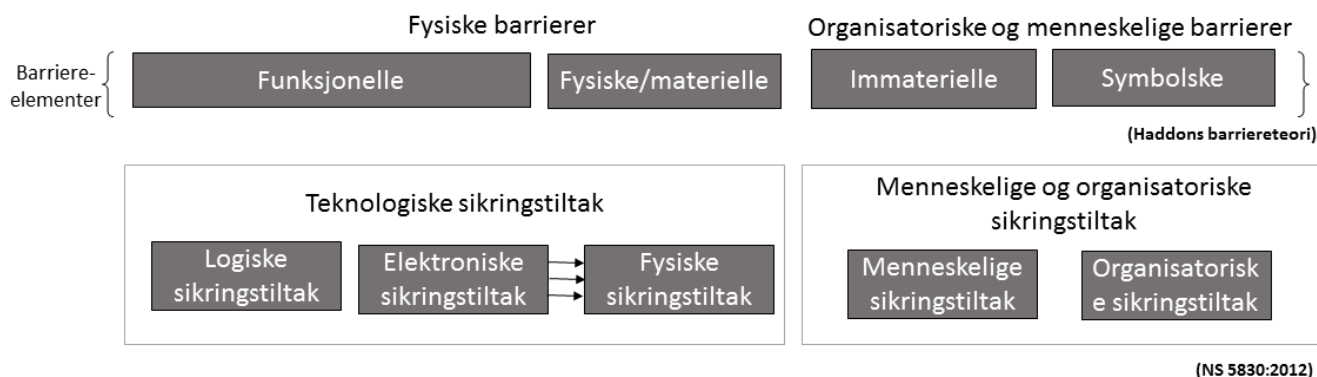 Fysiske barrierer
Organisatoriske og menneskelige barrierer
Barriere-
elementer
Funksjonelle
Fysiske/materielle
Immaterielle
Symbolske
(Haddons barriereteori)
Teknologiske sikringstiltak
Logiske
sikringstiltak
Elektroniske
sikringstiltak
Fysiske
sikringstiltak
Menneskelige og organisatoriske
sikringstiltak
Menneskelige
sikringstiltak
Organisatorisk
e sikringstiltak
(NS 5830:2012)